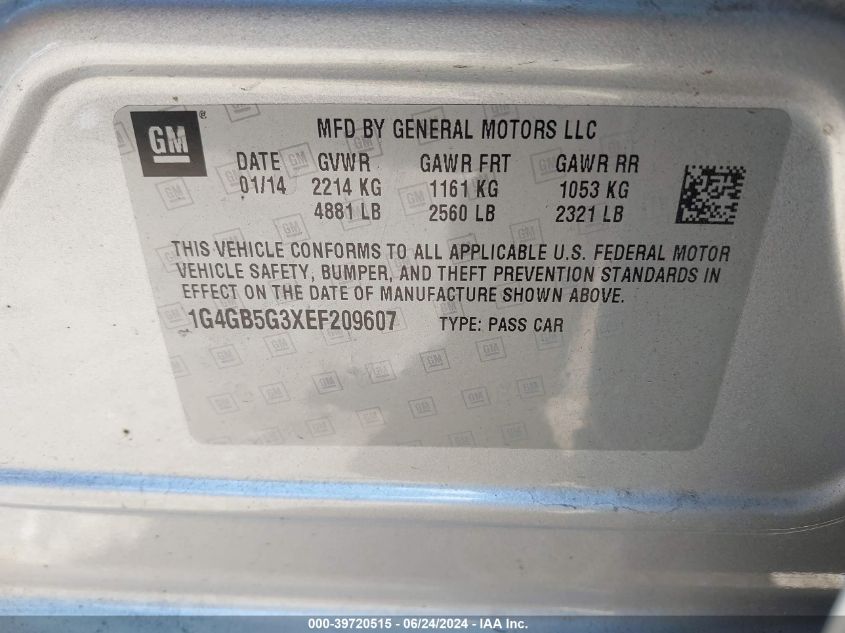 GM ®
MFD BY GENERAL MOTORS LLC
DATE GVWR GAWR FRT GAWR RR
01/14 2214 KG 1161 KG 1053 KG
4881 LB 2560 LB 2321 LB
THIS VEHICLE CONFORMS TO ALL APPLICABLE U.S. FEDERAL MOTOR
VEHICLE SAFETY, BUMPER, AND THEFT PREVENTION STANDARDS IN
EFFECT ON THE DATE OF MANUFACTURE SHOWN ABOVE.
1G4GB5G3XEF209607 TYPE: PASS CAR
000-39720515 - 06/24/2024 - IAA Inc.